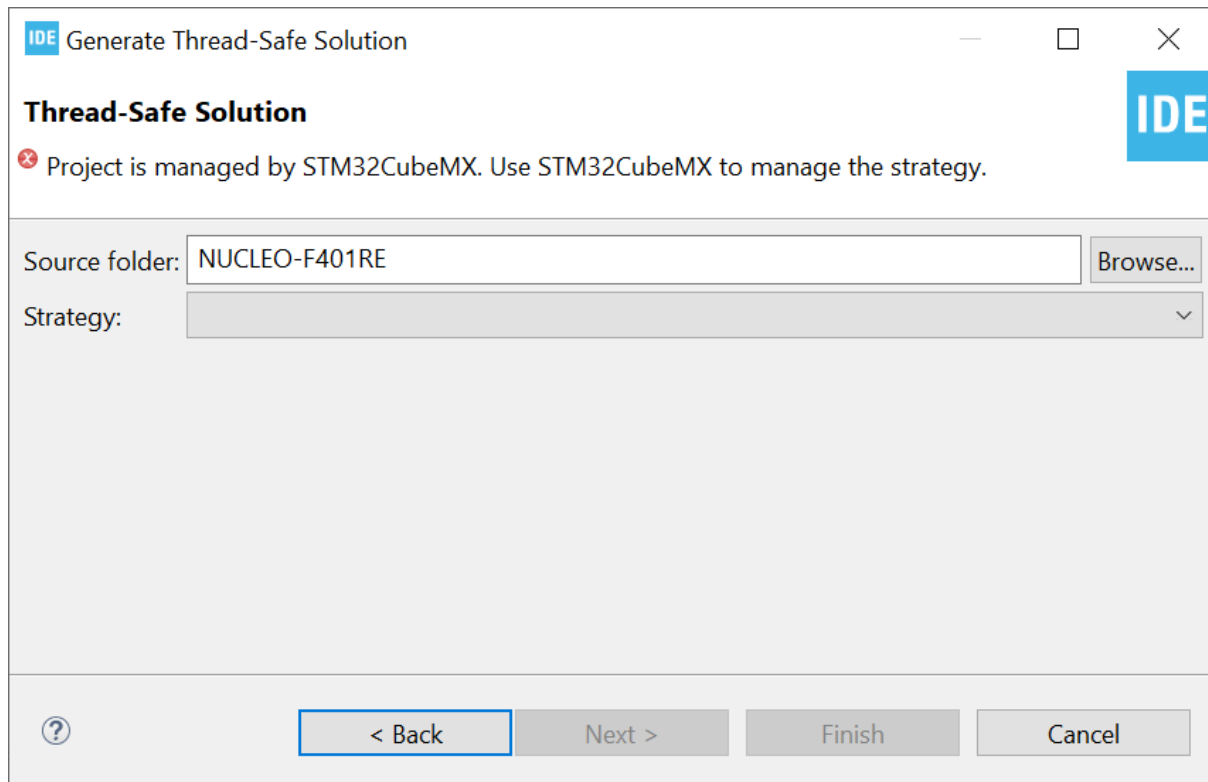 IDE Generate Thread-Safe Solution
Thread-Safe Solution
IDE
Project is managed by STM32CubeMX. Use STM32CubeMX to manage the strategy.
Source folder: NUCLEO-F401RE Browse...
Strategy:
? < Back Next > Finish Cancel